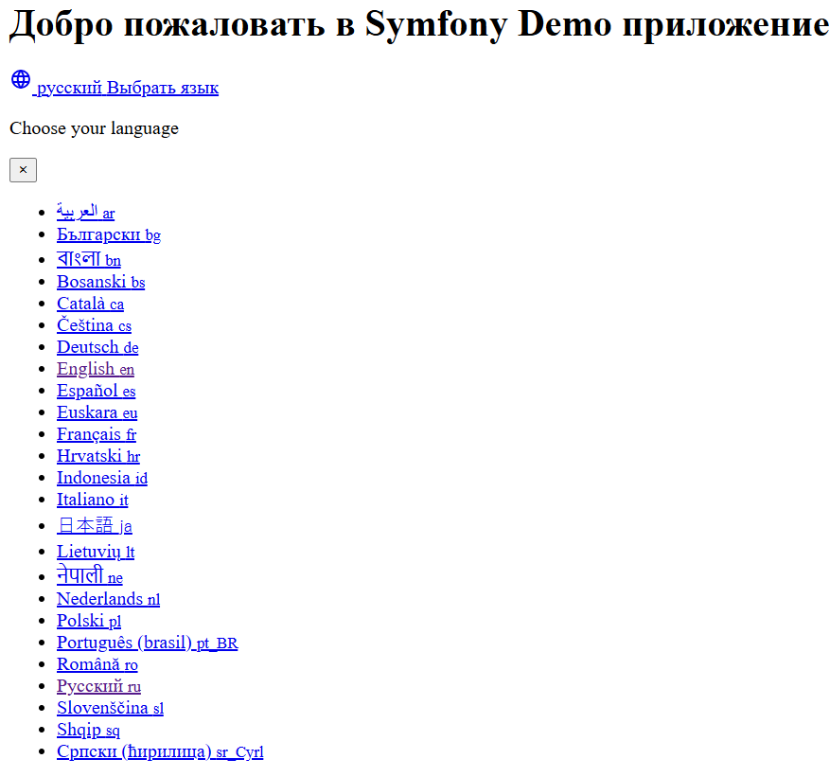 Добро пожаловать в Symfony Demo приложение
русский Выбрать язык
Choose your language
×
العربية ar
Български bg
বাংলা bn
Bosanski bs
Català ca
Čeština cs
Deutsch de
English en
Español es
Euskara eu
Français fr
Hrvatski hr
Indonesia id
Italiano it
日本語 ja
Lietuvių lt
नेपाली ne
Nederlands nl
Polski pl
Português (brasil) pt_BR
Română ro
Русский ru
Slovenščina sl
Shqip sq
Српски (ћирилица) sr_Cyrl